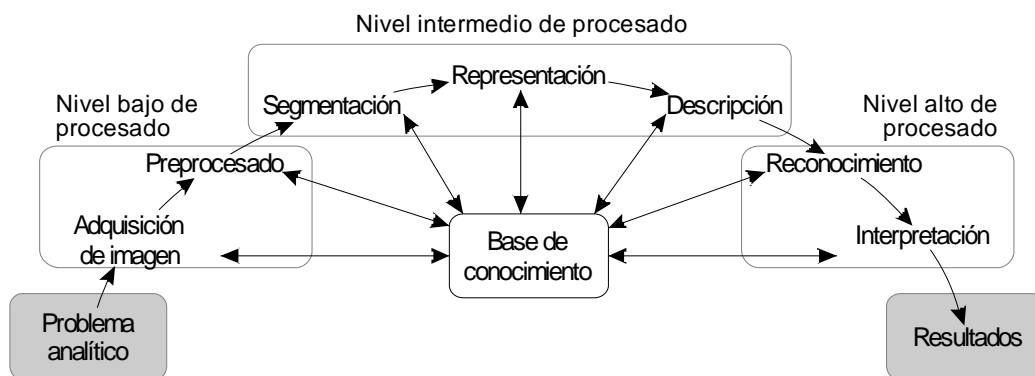 Nivel intermedio de procesado
Representación
Segmentación
Descripción
Nivel bajo de
procesado
Nivel alto de
procesado
Preprocesado
Reconocimiento
Adquisición
de imagen
Base de
conocimiento
Interpretación
Problema
analítico
Resultados